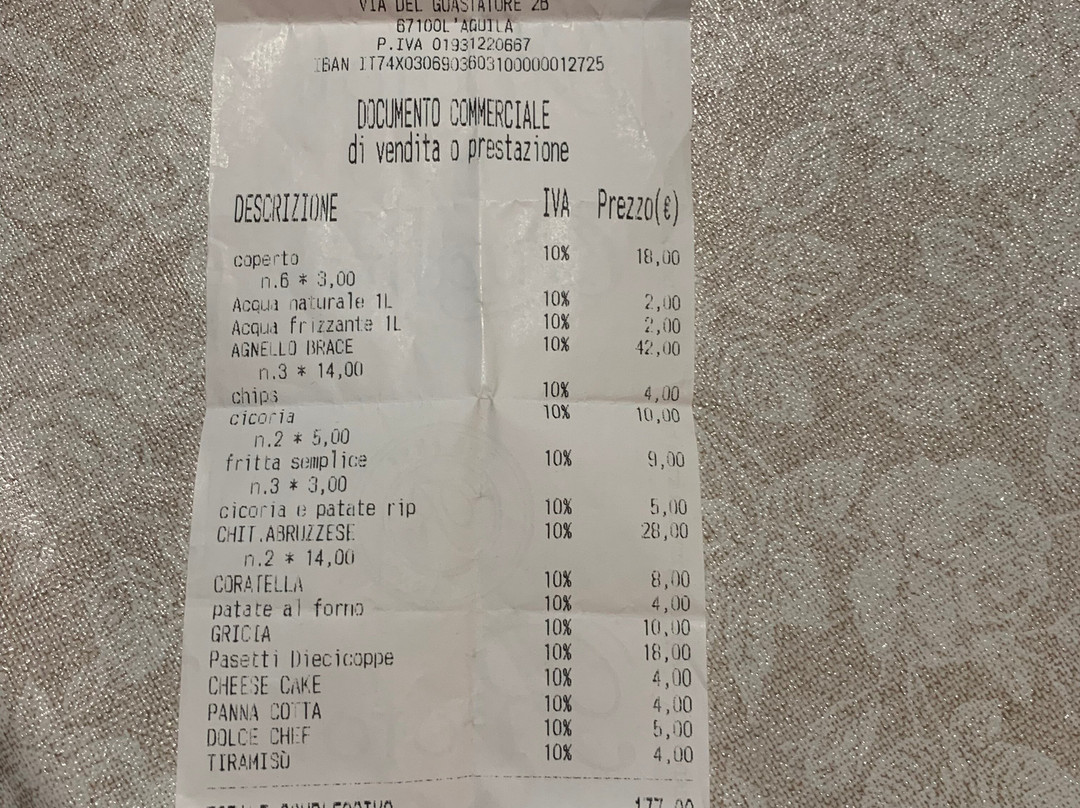 VIA DEL GUASTATORE 2B
67100L'AQUILA
P.IVA 01931220667
IBAN IT74X0306903603100000012725
DOCUMENTO COMMERCIALE
di vendita o prestazione
DESCRIZIONE IVA Prezzo(€)
coperto 10% 18,00
n.6 * 3,00
Acqua naturale 1L 10% 2,00
Acqua frizzante 1L 10% 2,00
AGNELLO BRACE 10% 42,00
n.3 * 14,00
chips 10% 4,00
cicoria 10% 10,00
n.2 * 5,00
fritta semplice 10% 9,00
n.3 * 3,00
cicoria e patate rip 10% 5,00
CHIT.ABRUZZESE 10% 28,00
n.2 * 14,00
CORATELLA 10% 8,00
patate al forno 10% 4,00
GRICIA 10% 10,00
Pasetti Diecicoppe 10% 18,00
CHEESE CAKE 10% 4,00
PANNA COTTA 10% 4,00
DOLCE CHEF 10% 5,00
TIRAMISÙ 10% 4,00
TOTALE COMPLESSIVO 177,00